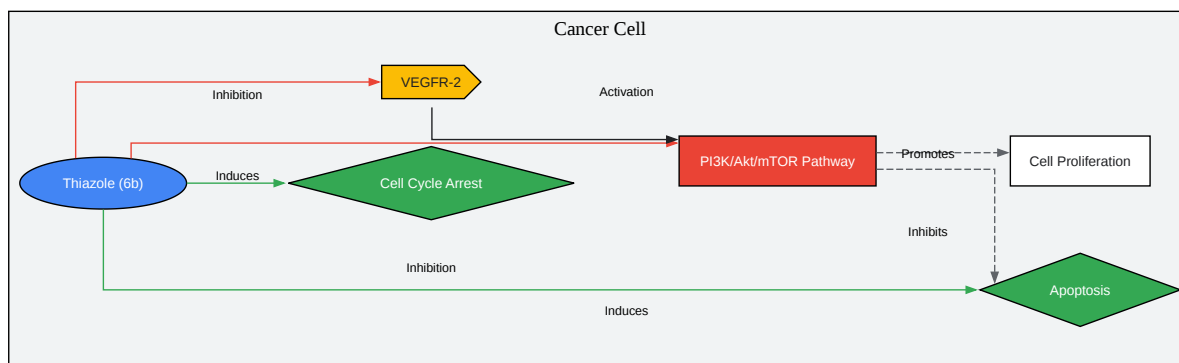 Cancer Cell
VEGFR-2
Inhibition
Activation
PI3K/Akt/mTOR Pathway
Promotes
Cell Proliferation
Thiazole (6b)
Induces
Cell Cycle Arrest
Inhibits
Inhibition
Apoptosis
Induces